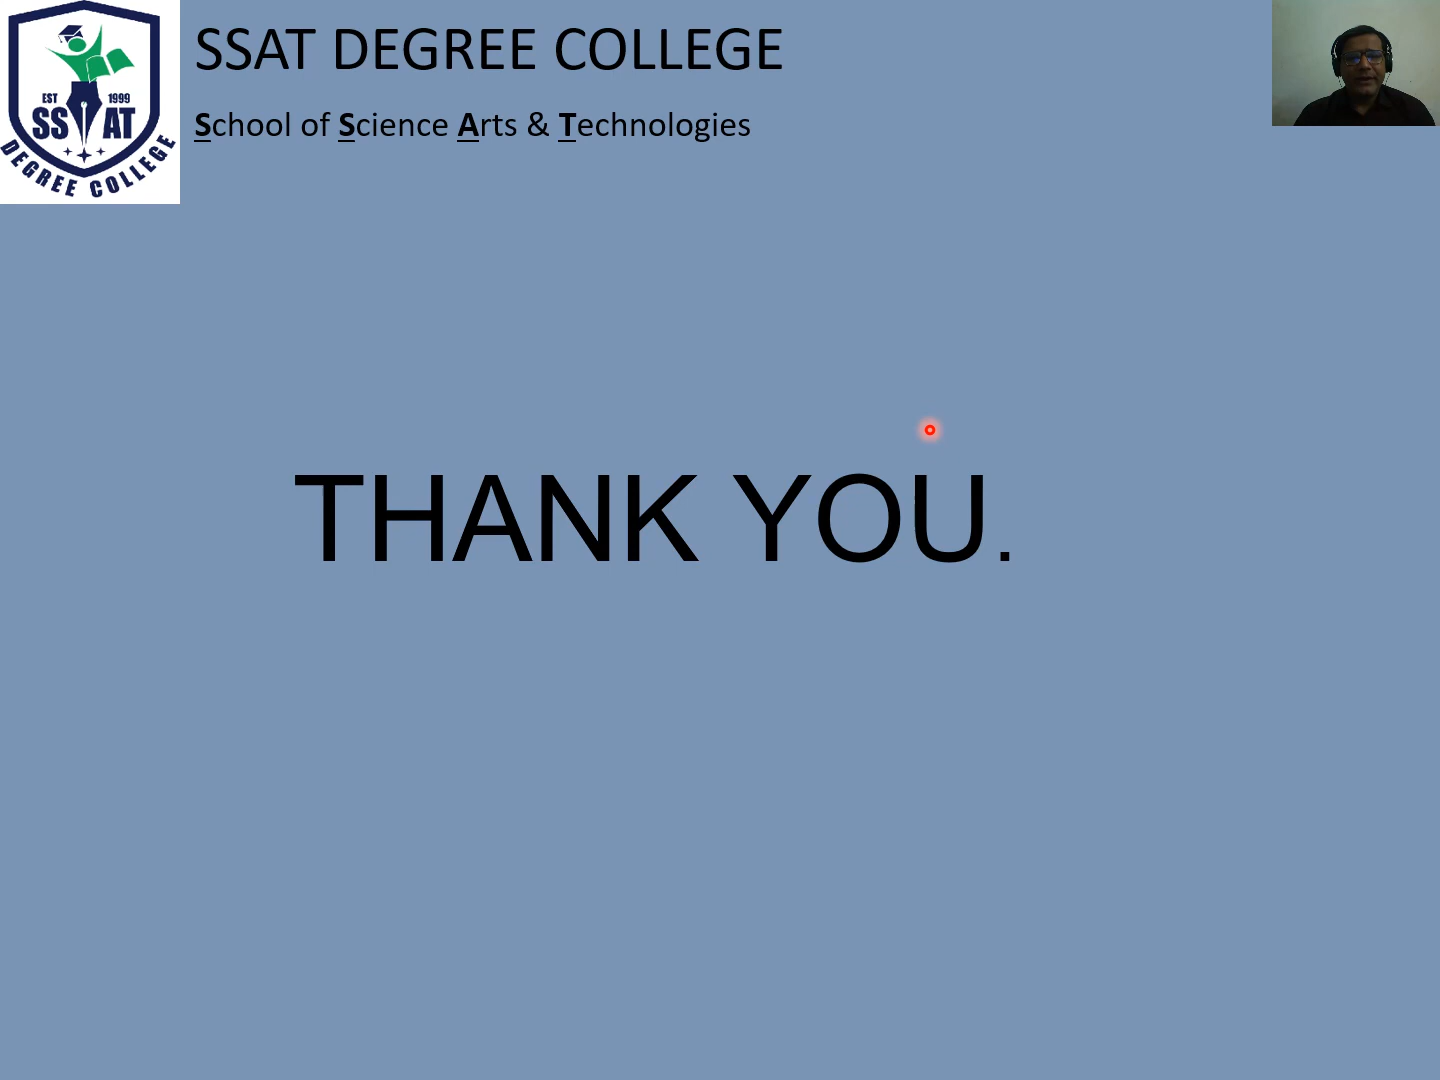 SSAT DEGREE COLLEGE
School of Science Arts & Technologies
EST 1999
SS AT
DEGREE COLLEGE
THANK YOU.